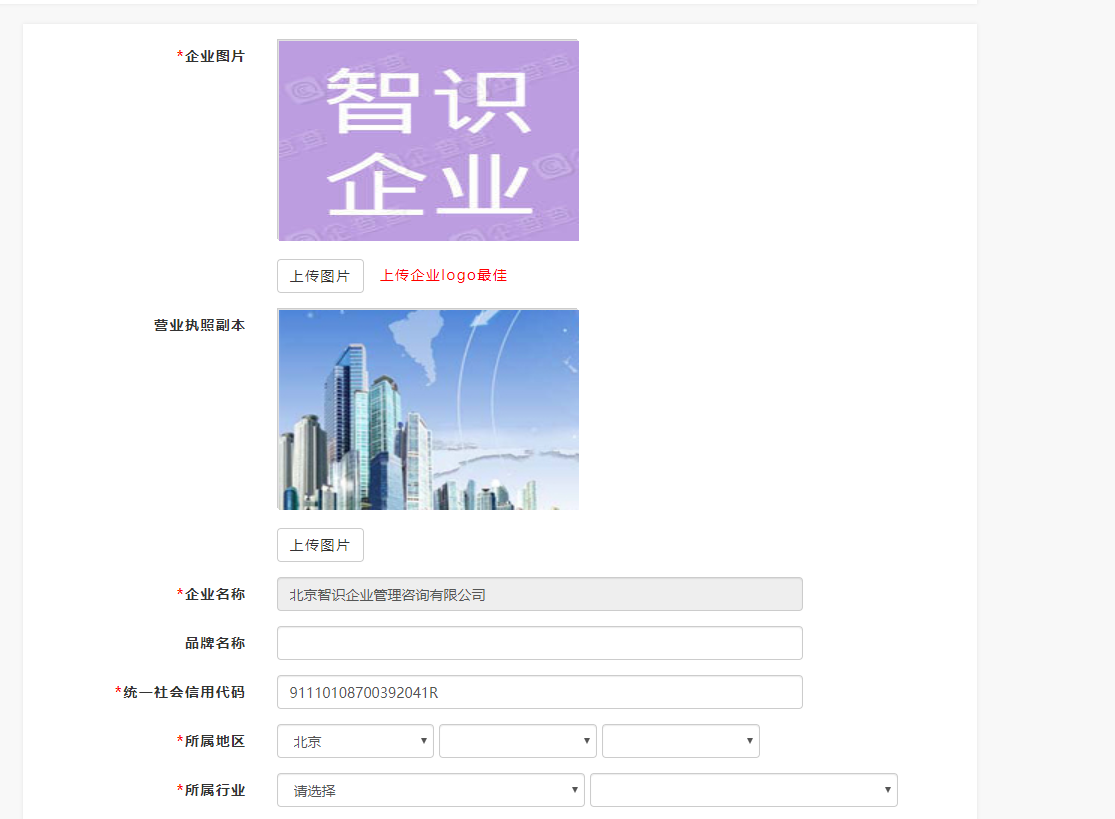 *企业图片
智识
企业
企查查
上传图片 上传企业logo最佳
营业执照副本
上传图片
*企业名称 北京智识企业管理咨询有限公司
品牌名称
*统一社会信用代码 91110108700392041R
*所属地区 北京
*所属行业 请选择